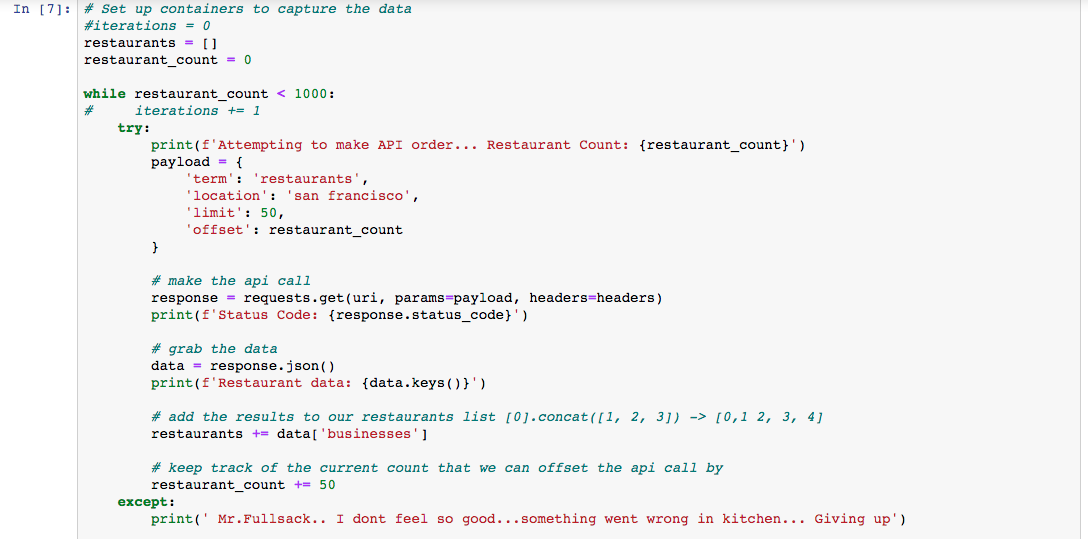 In [7]: # Set up containers to capture the data
#iterations = 0
restaurants = []
restaurant_count = 0
while restaurant_count < 1000:
#     iterations += 1
    try:
        print(f'Attempting to make API order... Restaurant Count: {restaurant_count}')
        payload = {
            'term': 'restaurants',
            'location': 'san francisco',
            'limit': 50,
            'offset': restaurant_count
        }
        # make the api call
        response = requests.get(uri, params=payload, headers=headers)
        print(f'Status Code: {response.status_code}')
        # grab the data
        data = response.json()
        print(f'Restaurant data: {data.keys()}')
        # add the results to our restaurants list [0].concat([1, 2, 3]) -> [0,1 2, 3, 4]
        restaurants += data['businesses']
        # keep track of the current count that we can offset the api call by
        restaurant_count += 50
    except:
        print(' Mr.Fullsack.. I dont feel so good...something went wrong in kitchen... Giving up')